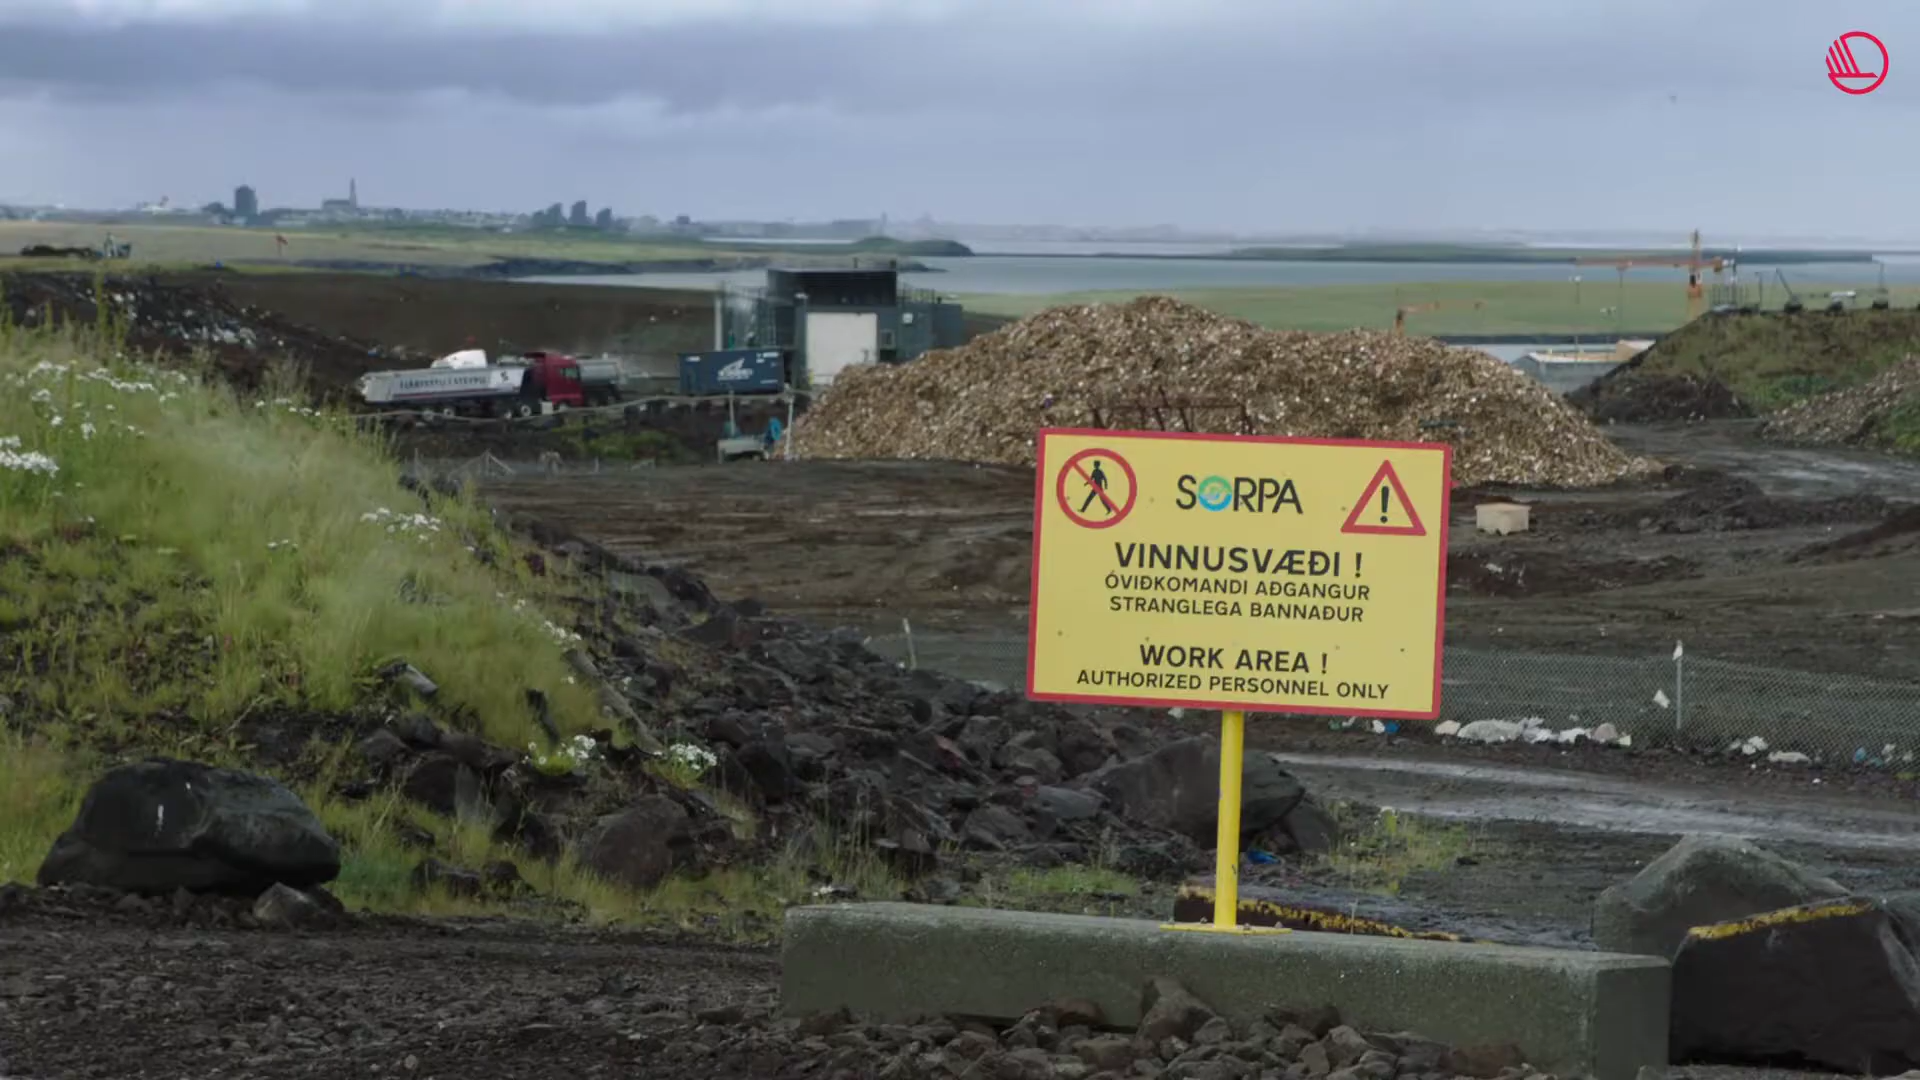 SORPA
VINNUSVÆÐI !
ÓVIÐKOMANDI AÐGANGUR
STRANGLEGA BANNAÐUR
WORK AREA !
AUTHORIZED PERSONNEL ONLY